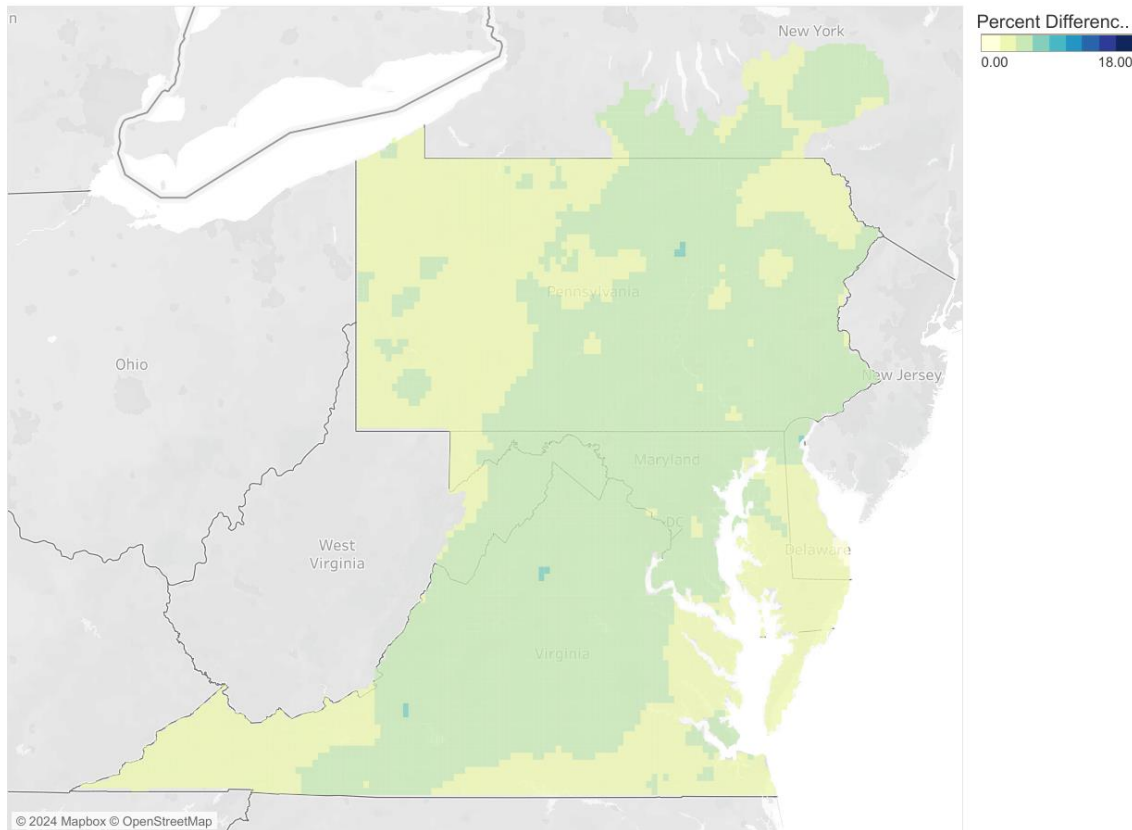 n
New York
Percent Differenc..
0.00 18.00
Pennsylvania
Ohio
New Jersey
Maryland
DC
West
Virginia
Delaware
Virginia
© 2024 Mapbox © OpenStreetMap